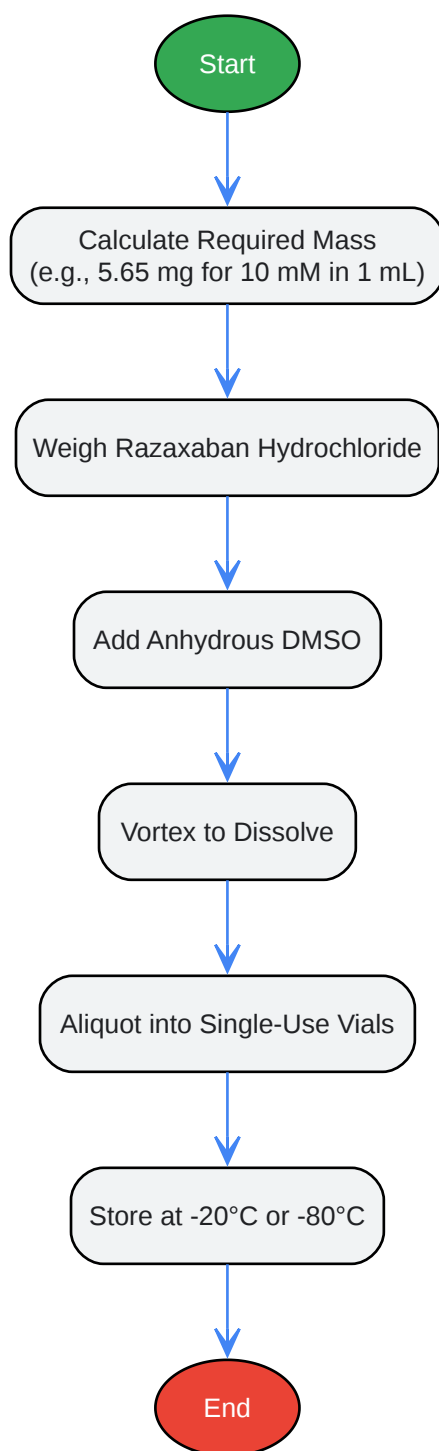 Start
Calculate Required Mass
(e.g., 5.65 mg for 10 mM in 1 mL)
Weigh Razaxaban Hydrochloride
Add Anhydrous DMSO
Vortex to Dissolve
Aliquot into Single-Use Vials
Store at -20°C or -80°C
End